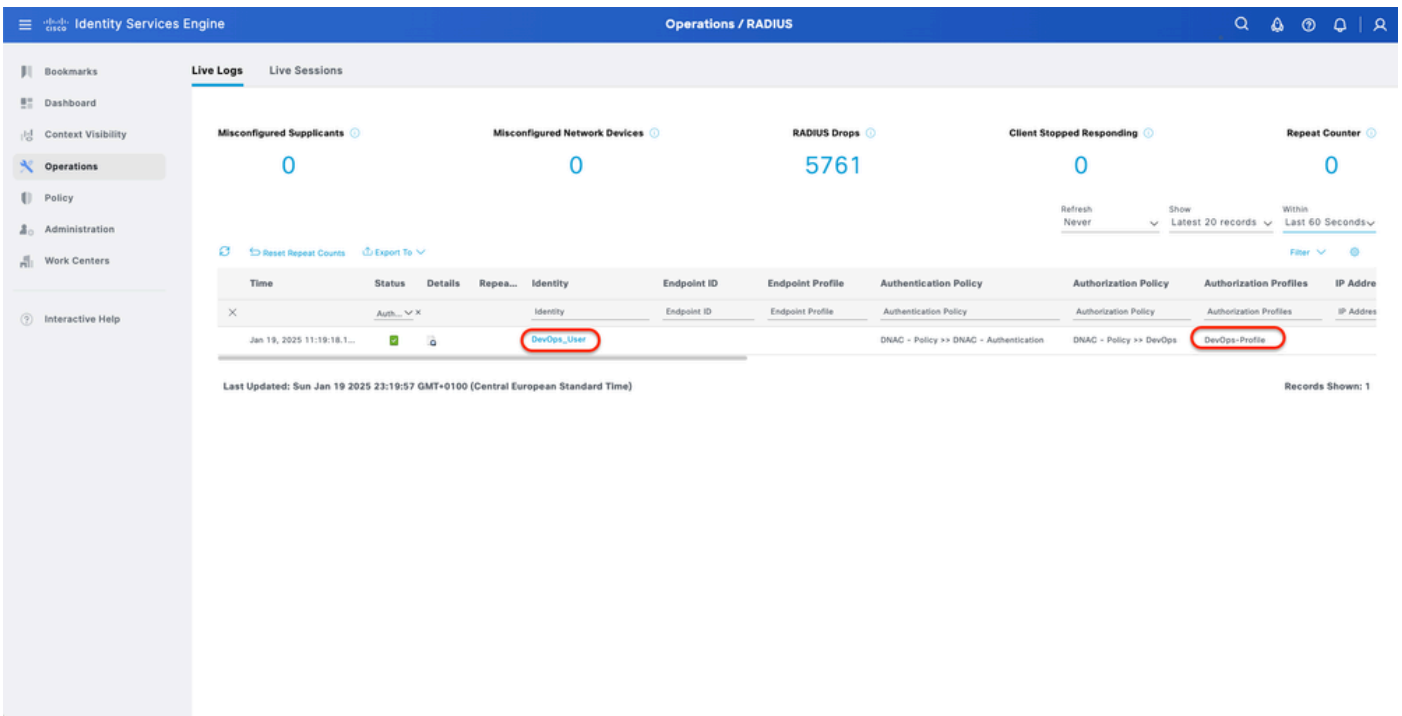 cisco Identity Services Engine
Operations / RADIUS
Bookmarks
Dashboard
Context Visibility
Operations
Policy
Administration
Work Centers
Interactive Help
Live Logs Live Sessions
Misconfigured Supplicants Misconfigured Network Devices RADIUS Drops Client Stopped Responding Repeat Counter
0 0 5761 0 0
Refresh Show Within
Never Latest 20 records Last 60 Seconds
Reset Repeat Counts Export To Filter
Time Status Details Repea... Identity Endpoint ID Endpoint Profile Authentication Policy Authorization Policy Authorization Profiles IP Addre
Auth... Identity Endpoint ID Endpoint Profile Authentication Policy Authorization Policy Authorization Profiles IP Addres
Jan 19, 2025 11:19:18.1... DevOps_User DNAC - Policy >> DNAC - Authentication DNAC - Policy >> DevOps DevOps-Profile
Last Updated: Sun Jan 19 2025 23:19:57 GMT+0100 (Central European Standard Time) Records Shown: 1